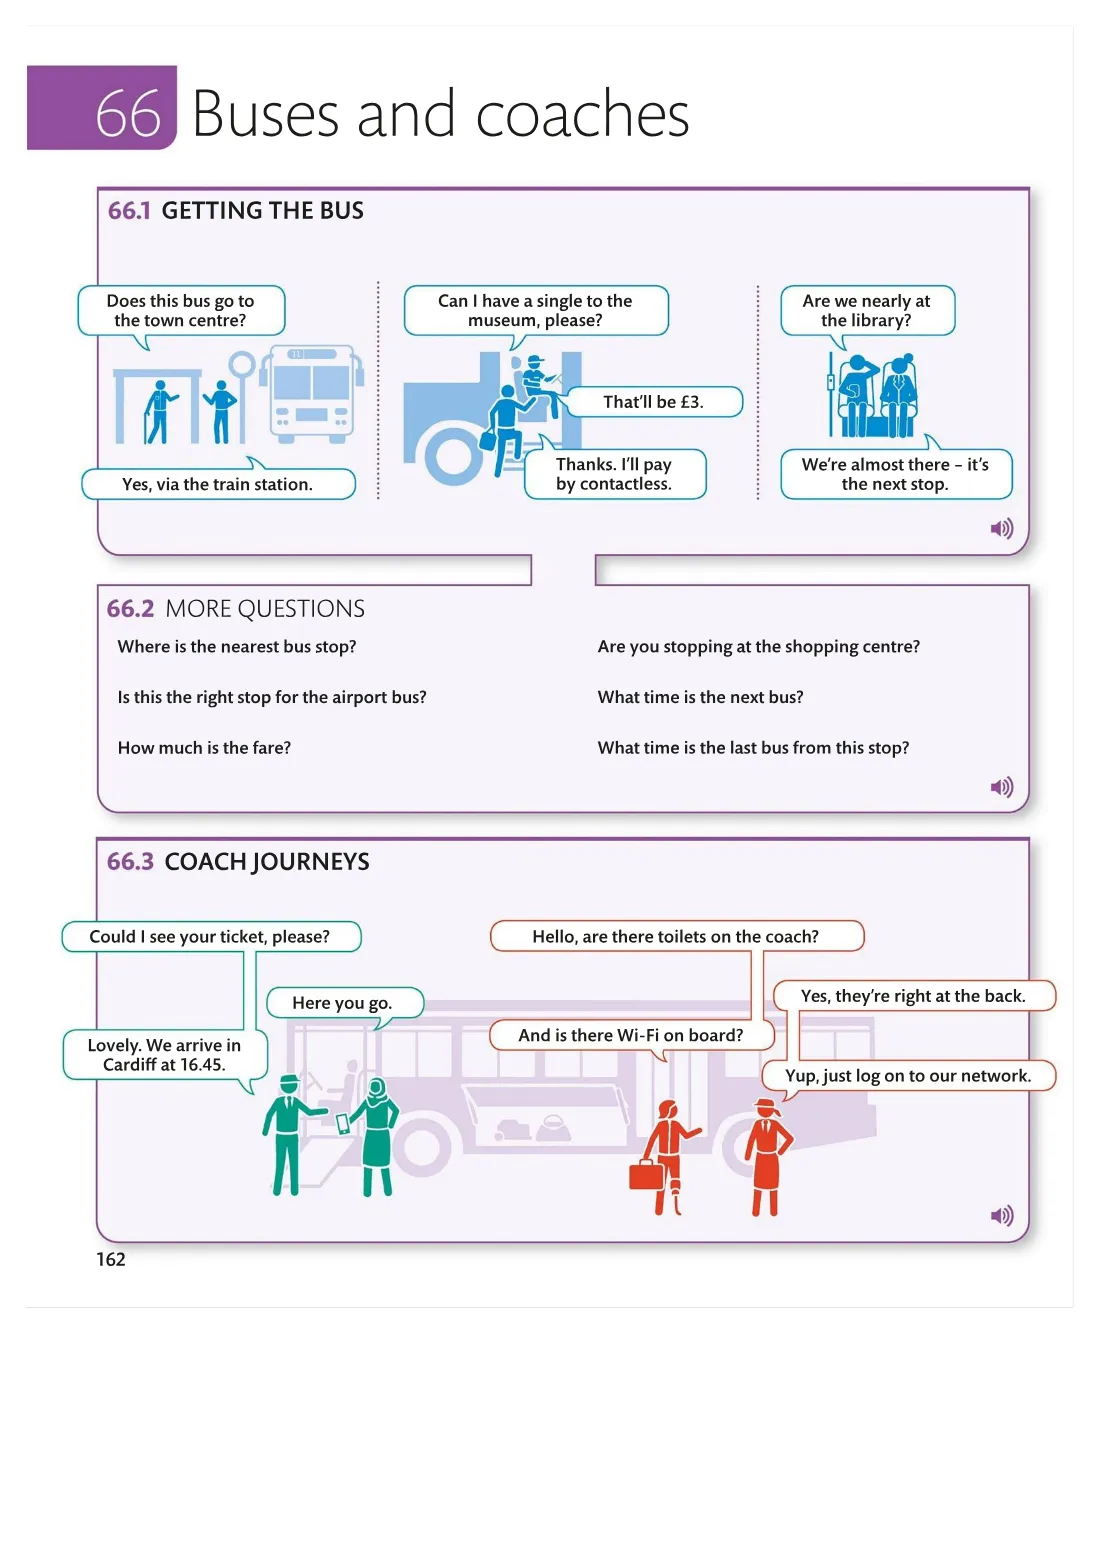 66 Buses and coaches
66.1 GETTING THE BUS
Does this bus go to
the town centre?
11
Yes, via the train station.
Can I have a single to the
museum, please?
That'll be £3.
Thanks. I'll pay
by contactless.
Are we nearly at
the library?
We're almost there – it's
the next stop.
66.2 MORE QUESTIONS
Where is the nearest bus stop?
Is this the right stop for the airport bus?
How much is the fare?
Are you stopping at the shopping centre?
What time is the next bus?
What time is the last bus from this stop?
66.3 COACH JOURNEYS
Could I see your ticket, please?
Here you go.
Lovely. We arrive in
Cardiff at 16.45.
Hello, are there toilets on the coach?
Yes, they're right at the back.
And is there Wi-Fi on board?
Yup, just log on to our network.
162